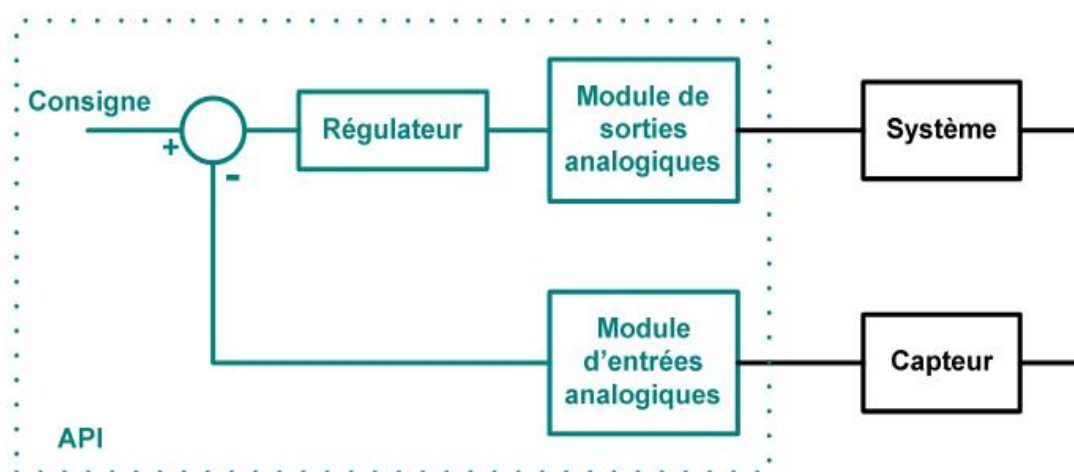 Consigne
+
-
Régulateur
Module de
sorties
analogiques
Système
Module
d’entrées
analogiques
Capteur
API